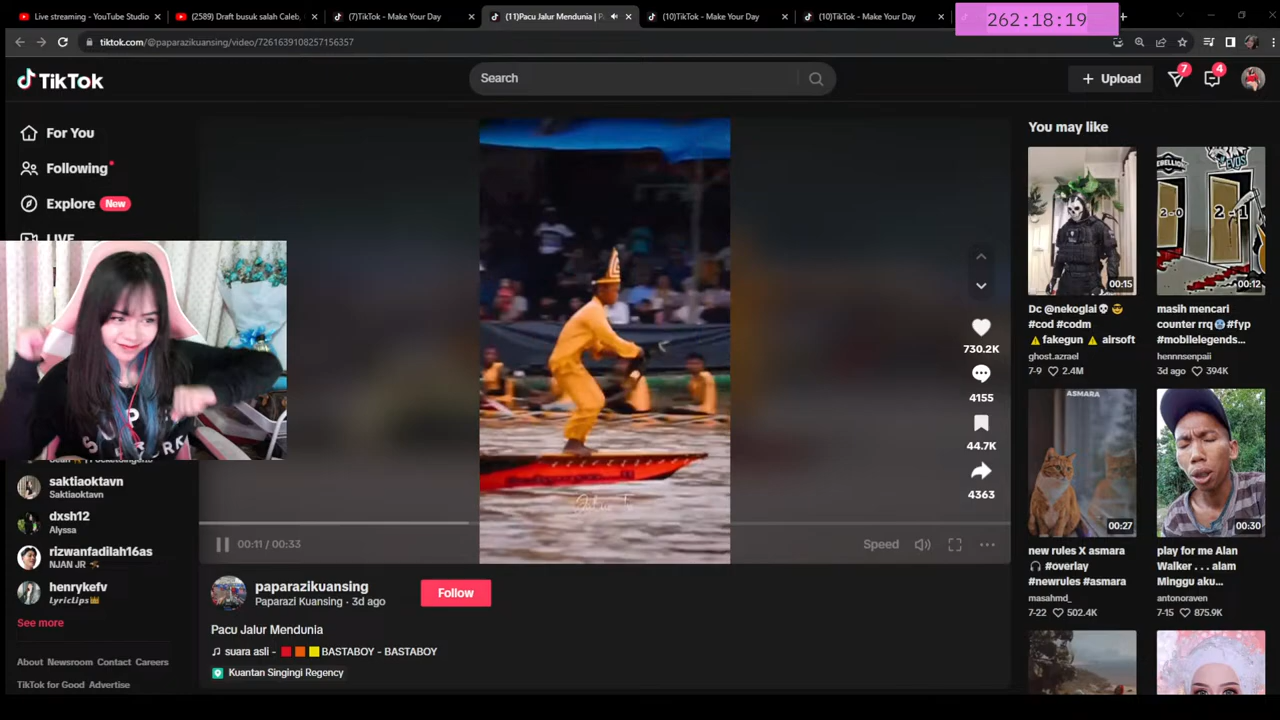 Live streaming - YouTube Studio
(2589) Draft busuk salah Caleb,
(7)TikTok - Make Your Day
(11)Pacu Jalur Mendunia | P
(10)TikTok - Make Your Day
(10)TikTok - Make Your Day
262:18:19
tiktok.com/@paparazikuansing/video/7261639108257156357
TikTok
Search
Upload
7
4
For You
Following
Explore New
LIVE
saktiaoktavn
Saktiaoktavn
dxsh12
Alyssa
rizwanfadilah16as
NJAN JR
henrykefv
LyricLips
See more
About Newsroom Contact Careers
TikTok for Good Advertise
730.2K
4155
44.7K
4363
00:11 / 00:33
Speed
paparazikuansing
Paparazi Kuansing · 3d ago
Follow
Pacu Jalur Mendunia
suara asli - BASTABOY - BASTABOY
Kuantan Singingi Regency
You may like
00:15
Dc @nekoglai
#cod #codm
fakegun airsoft
ghost.azrael
7-9 2.4M
EVOS
2-0
2-1
00:12
masih mencari
counter rrq #fyp
#mobilelegends...
hennnsenpaii
3d ago 394K
ASMARA
00:27
new rules X asmara
#overlay
#newrules #asmara
masahmd_
7-22 502.4K
00:30
play for me Alan
Walker . . . alam
Minggu aku...
antonoraven
7-15 875.9K